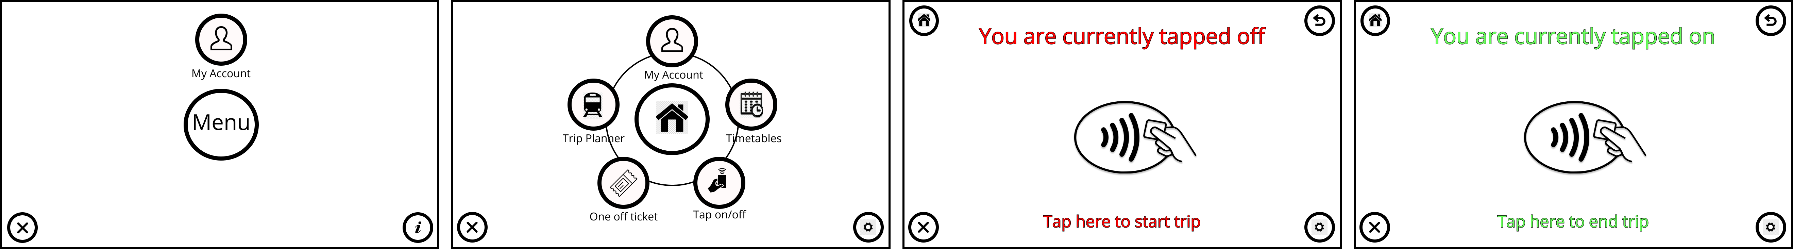 My Account
Menu
i
My Account
Trip Planner
Timetables
One off ticket
Tap on/off
You are currently tapped off
Tap here to start trip
You are currently tapped on
Tap here to end trip